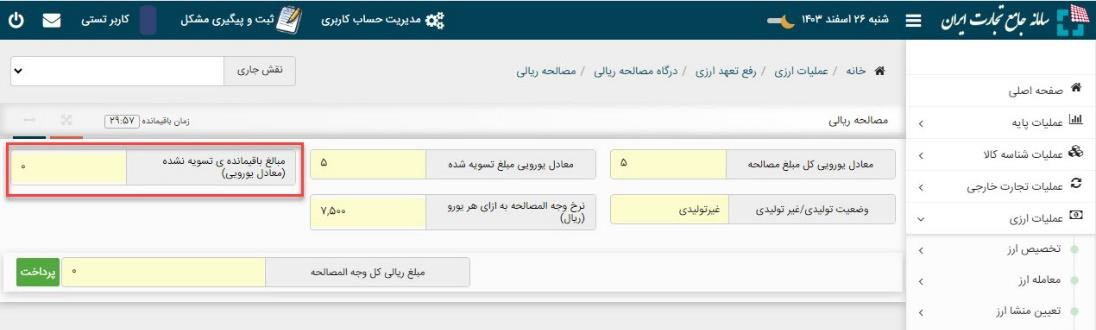 سامانه جامع تجارت ایران
شنبه ۲۶ اسفند ۱۴۰۳
مدیریت حساب کاربری
ثبت و پیگیری مشکل
کاربر تستی
صفحه اصلی
عملیات پایه
عملیات شناسه کالا
عملیات تجارت خارجی
عملیات ارزی
تخصیص ارز
معامله ارز
تعیین منشا ارز
خانه / عملیات ارزی / رفع تعهد ارزی / درگاه مصالحه ریالی / مصالحه ریالی
نقش جاری
مصالحه ریالی
زمان باقیمانده ۲۹:۵۷
معادل یورویی کل مبلغ مصالحه ۵
معادل یورویی مبلغ تسویه شده ۵
مبالغ باقیمانده ی تسویه نشده
(معادل یورویی) ۰
وضعیت تولیدی/غیر تولیدی غیرتولیدی
نرخ وجه المصالحه به ازای هر یورو
(ریال) ۷,۵۰۰
مبلغ ریالی کل وجه المصالحه ۰
پرداخت